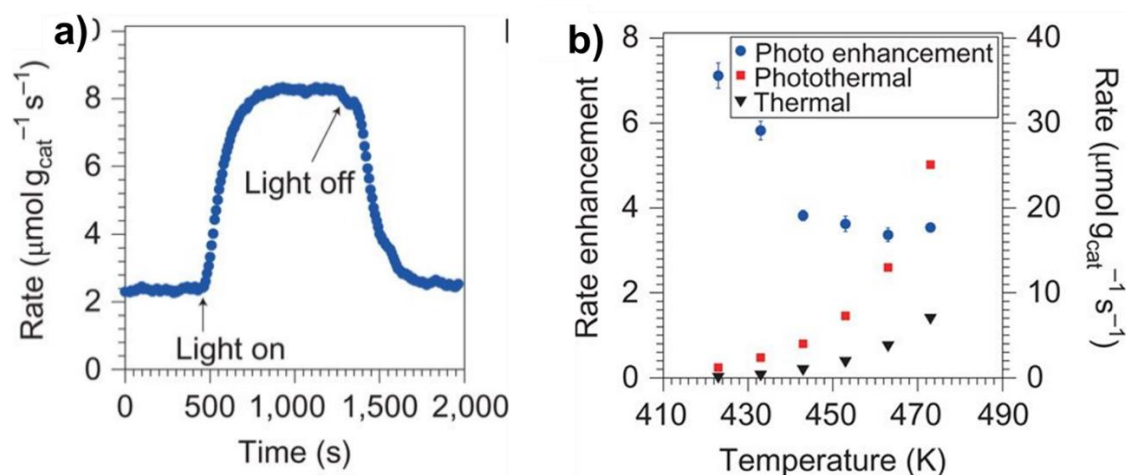 a)
Rate (μmol g_cat⁻¹ s⁻¹)
8
6
4
2
0
Light on
Light off
0 500 1,000 1,500 2,000
Time (s)
b)
Rate enhancement
8
6
4
2
0
Photo enhancement
Photothermal
Thermal
40
30
20
10
0
Rate (μmol g_cat⁻¹ s⁻¹)
410 430 450 470 490
Temperature (K)